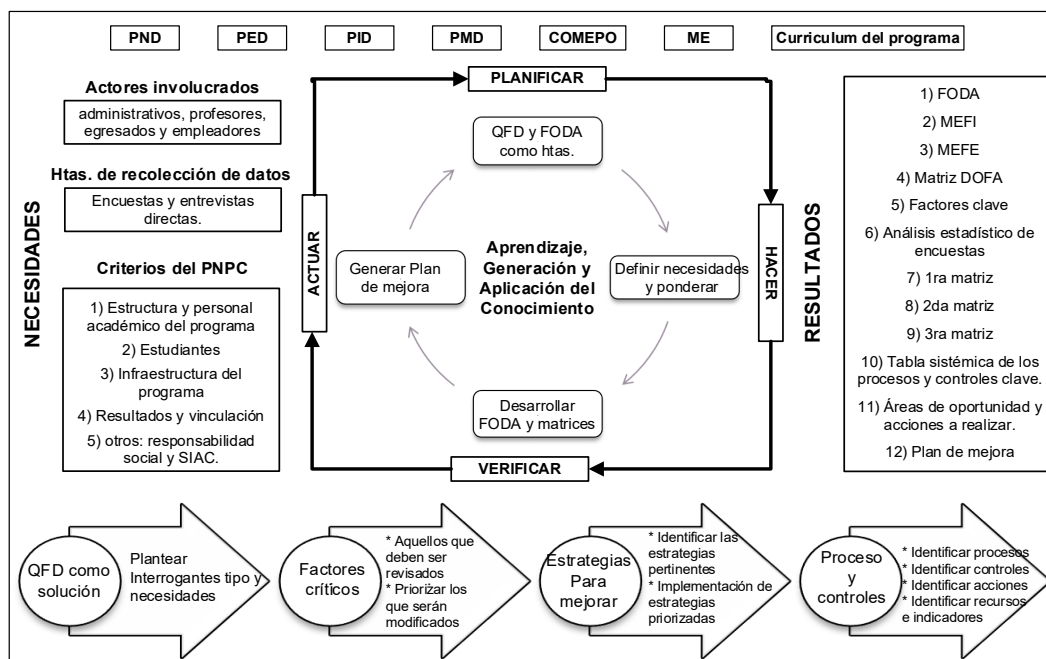 PND
PED
PID
PMD
COMEPO
ME
Curriculum del programa
NECESIDADES
Actores involucrados
administrativos, profesores,
egresados y empleadores
Htas. de recolección de datos
Encuestas y entrevistas
directas.
Criterios del PNPC
1) Estructura y personal
académico del programa
2) Estudiantes
3) Infraestructura del
programa
4) Resultados y vinculación
5) otros: responsabilidad
social y SIAC.
PLANIFICAR
HACER
VERIFICAR
ACTUAR
QFD y FODA
como htas.
Definir necesidades
y ponderar
Desarrollar
FODA y matrices
Generar Plan
de mejora
Aprendizaje,
Generación y
Aplicación del
Conocimiento
RESULTADOS
1) FODA
2) MEFI
3) MEFE
4) Matriz DOFA
5) Factores clave
6) Análisis estadístico de
encuestas
7) 1ra matriz
8) 2da matriz
9) 3ra matriz
10) Tabla sistémica de los
procesos y controles clave.
11) Áreas de oportunidad y
acciones a realizar.
12) Plan de mejora
QFD como
solución
Plantear
Interrogantes tipo y
necesidades
Factores
críticos
* Aquellos que
deben ser
revisados
* Priorizar los
que serán
modificados
Estrategias
Para
mejorar
* Identificar las
estrategias
pertinentes
* Implementación de
estrategias
priorizadas
Proceso
y
controles
* Identificar procesos
* Identificar controles
* Identificar acciones
* Identificar recursos
e indicadores